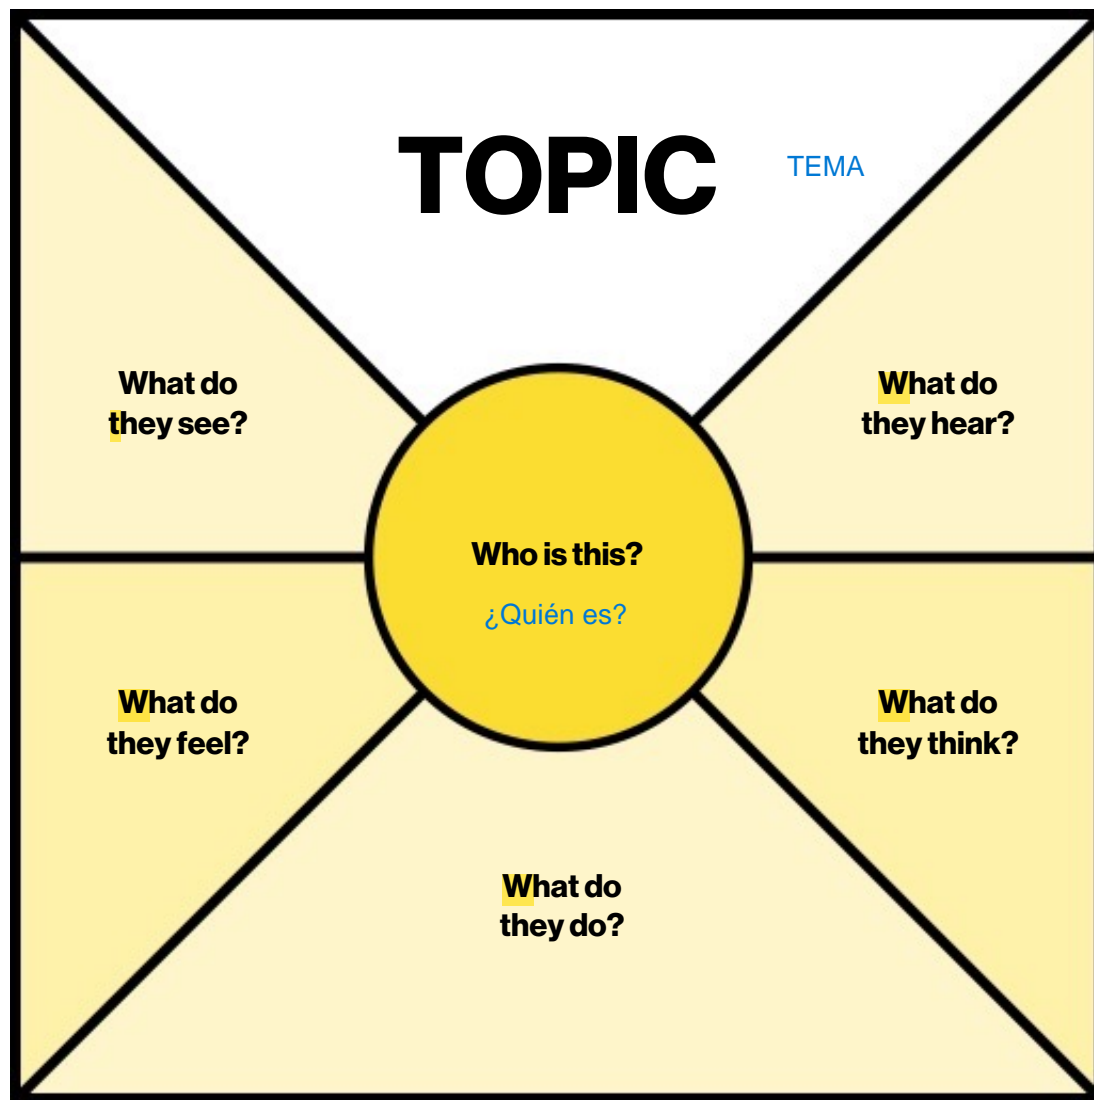 TOPIC TEMA
What do
they see?
What do
they hear?
Who is this?
¿Quién es?
What do
they feel?
What do
they think?
What do
they do?